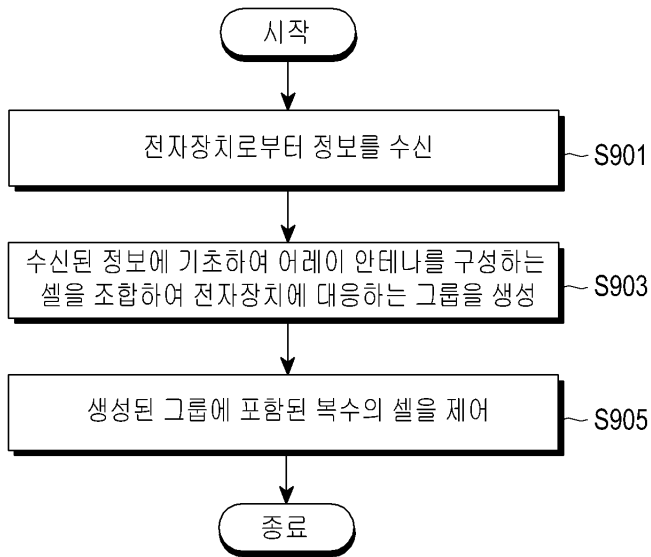 시작
전자장치로부터 정보를 수신
S901
수신된 정보에 기초하여 어레이 안테나를 구성하는
셀을 조합하여 전자장치에 대응하는 그룹을 생성
S903
생성된 그룹에 포함된 복수의 셀을 제어
S905
종료